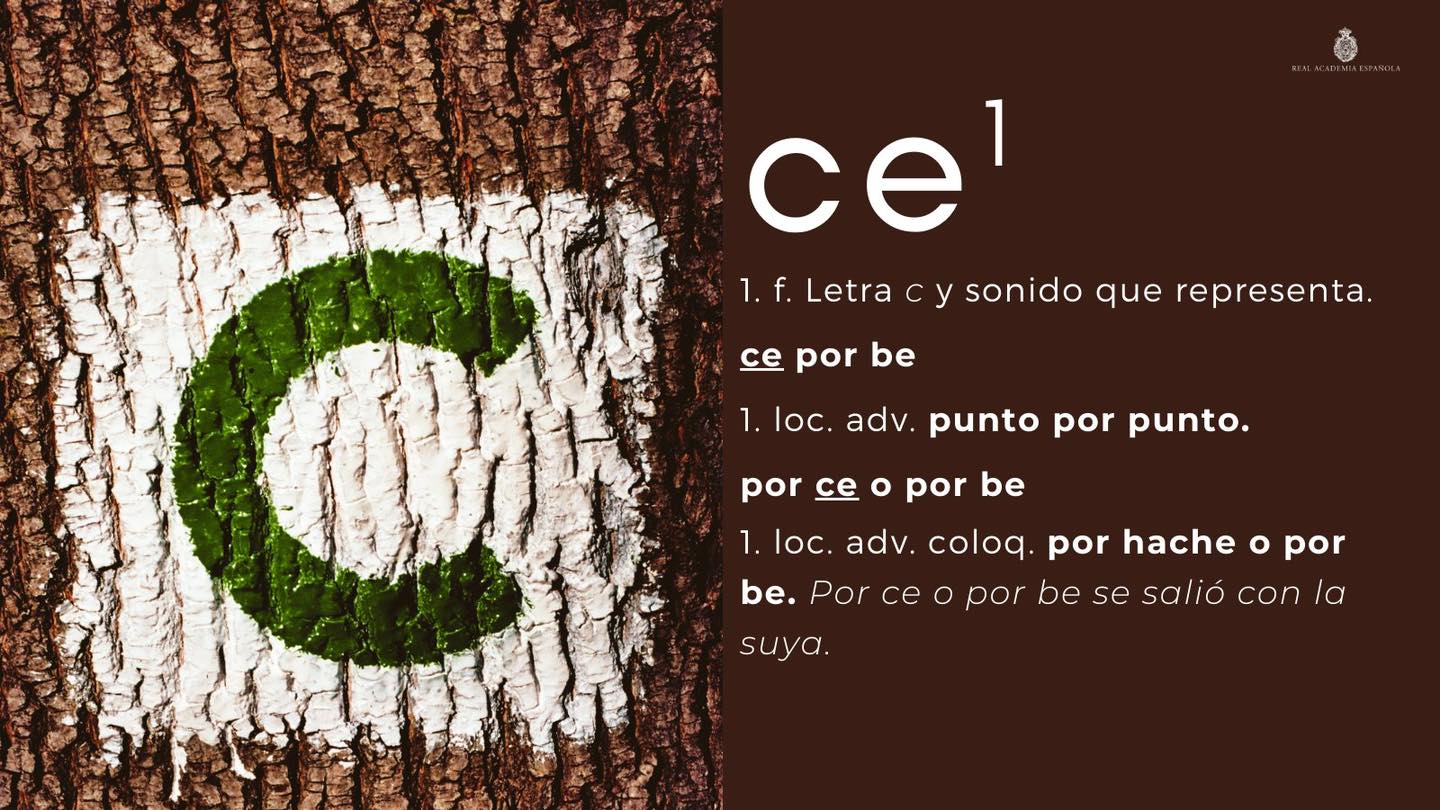 C
REAL ACADEMIA ESPAÑOLA
ce¹
1. f. Letra c y sonido que representa.
ce por be
1. loc. adv. punto por punto.
por ce o por be
1. loc. adv. coloq. por hache o por
be. Por ce o por be se salió con la
suya.